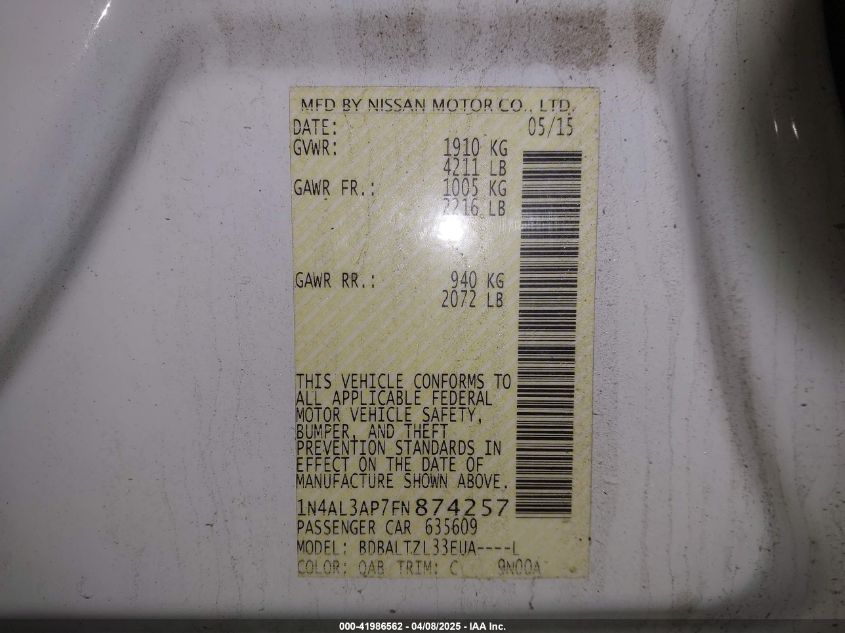 MFD BY NISSAN MOTOR CO., LTD.
DATE: 05/15
GVWR: 1910 KG
4211 LB
GAWR FR.: 1005 KG
2216 LB
GAWR RR.: 940 KG
2072 LB
THIS VEHICLE CONFORMS TO
ALL APPLICABLE FEDERAL
MOTOR VEHICLE SAFETY,
BUMPER, AND THEFT
PREVENTION STANDARDS IN
EFFECT ON THE DATE OF
MANUFACTURE SHOWN ABOVE.
1N4AL3AP7FN874257
PASSENGER CAR 635609
MODEL: BDBALTZL33EUA----L
COLOR: QAB TRIM: C 9N00A
000-41986562 - 04/08/2025 - IAA Inc.